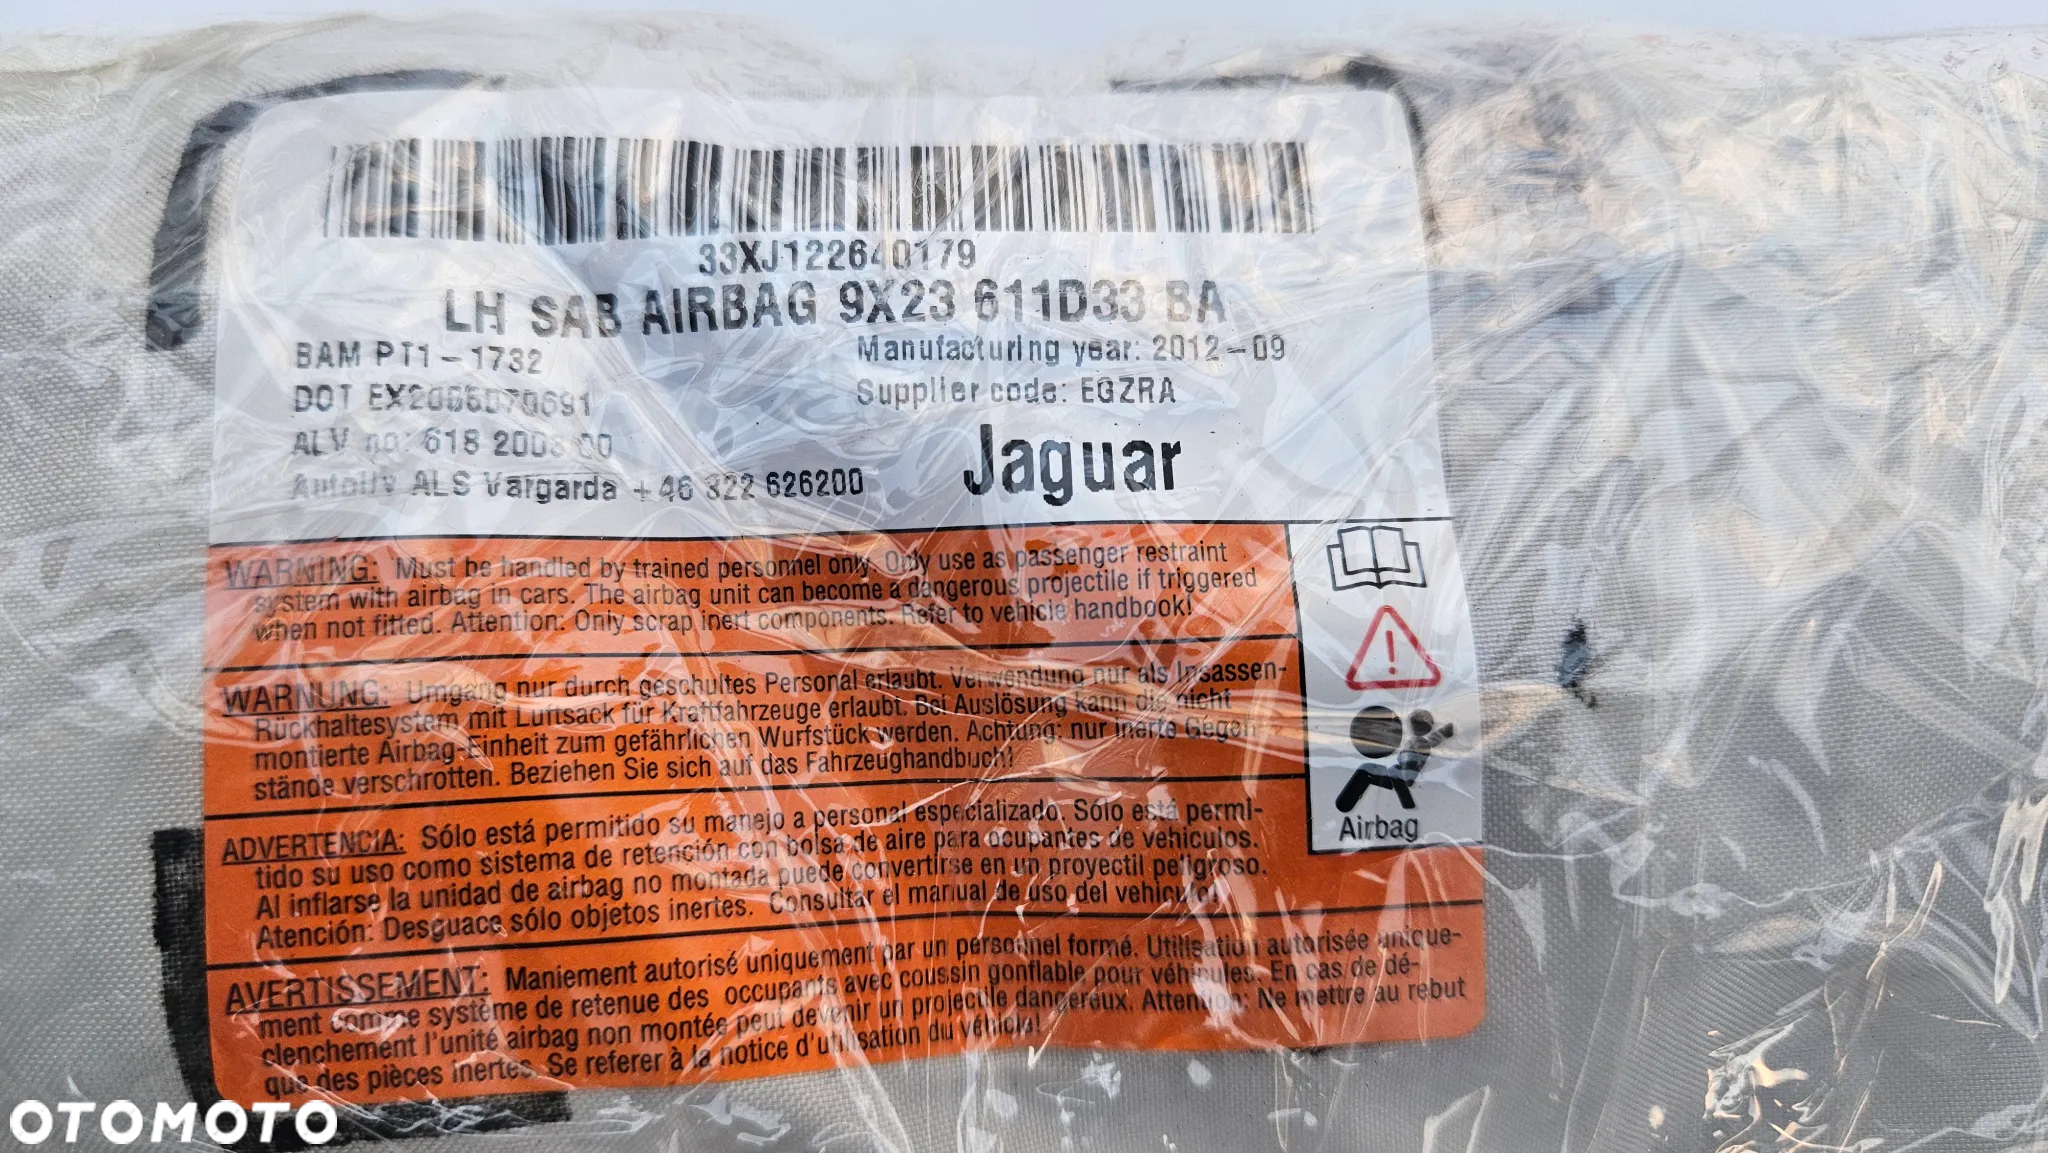 33XJ122640179
LH SAB AIRBAG 9X23 611D33 BA
BAM PT1-1732
Manufacturing year: 2012-09
DOT EX2006070691
Supplier code: EGZRA
ALV no: 618 2008 00
Jaguar
Autoliv ALS Vargarda +46 322 626200
WARNING: Must be handled by trained personnel only. Only use as passenger restraint
system with airbag in cars. The airbag unit can become a dangerous projectile if triggered
when not fitted. Attention: Only scrap inert components. Refer to vehicle handbook!
WARNUNG: Umgang nur durch geschultes Personal erlaubt. Verwendung nur als Insassen-
Rückhaltesystem mit Luftsack für Kraftfahrzeuge erlaubt. Bei Auslösung kann die nicht
montierte Airbag-Einheit zum gefährlichen Wurfstück werden. Achtung: nur inerte Gegen-
stände verschrotten. Beziehen Sie sich auf das Fahrzeughandbuch!
ADVERTENCIA: Sólo está permitido su manejo a personal especializado. Sólo está permi-
tido su uso como sistema de retención con bolsa de aire para ocupantes de vehículos.
Al inflarse la unidad de airbag no montada puede convertirse en un proyectil peligroso.
Atención: Desguace sólo objetos inertes. Consultar el manual de uso del vehículo!
AVERTISSEMENT: Maniement autorisé uniquement par un personnel formé. Utilisation autorisée unique-
ment comme système de retenue des occupants avec coussin gonflable pour véhicules. En cas de dé-
clenchement l'unité airbag non montée peut devenir un projectile dangereux. Attention: Ne mettre au rebut
que des pièces inertes. Se referer à la notice d'utilisation du véhicle!
Airbag
OTOMOTO